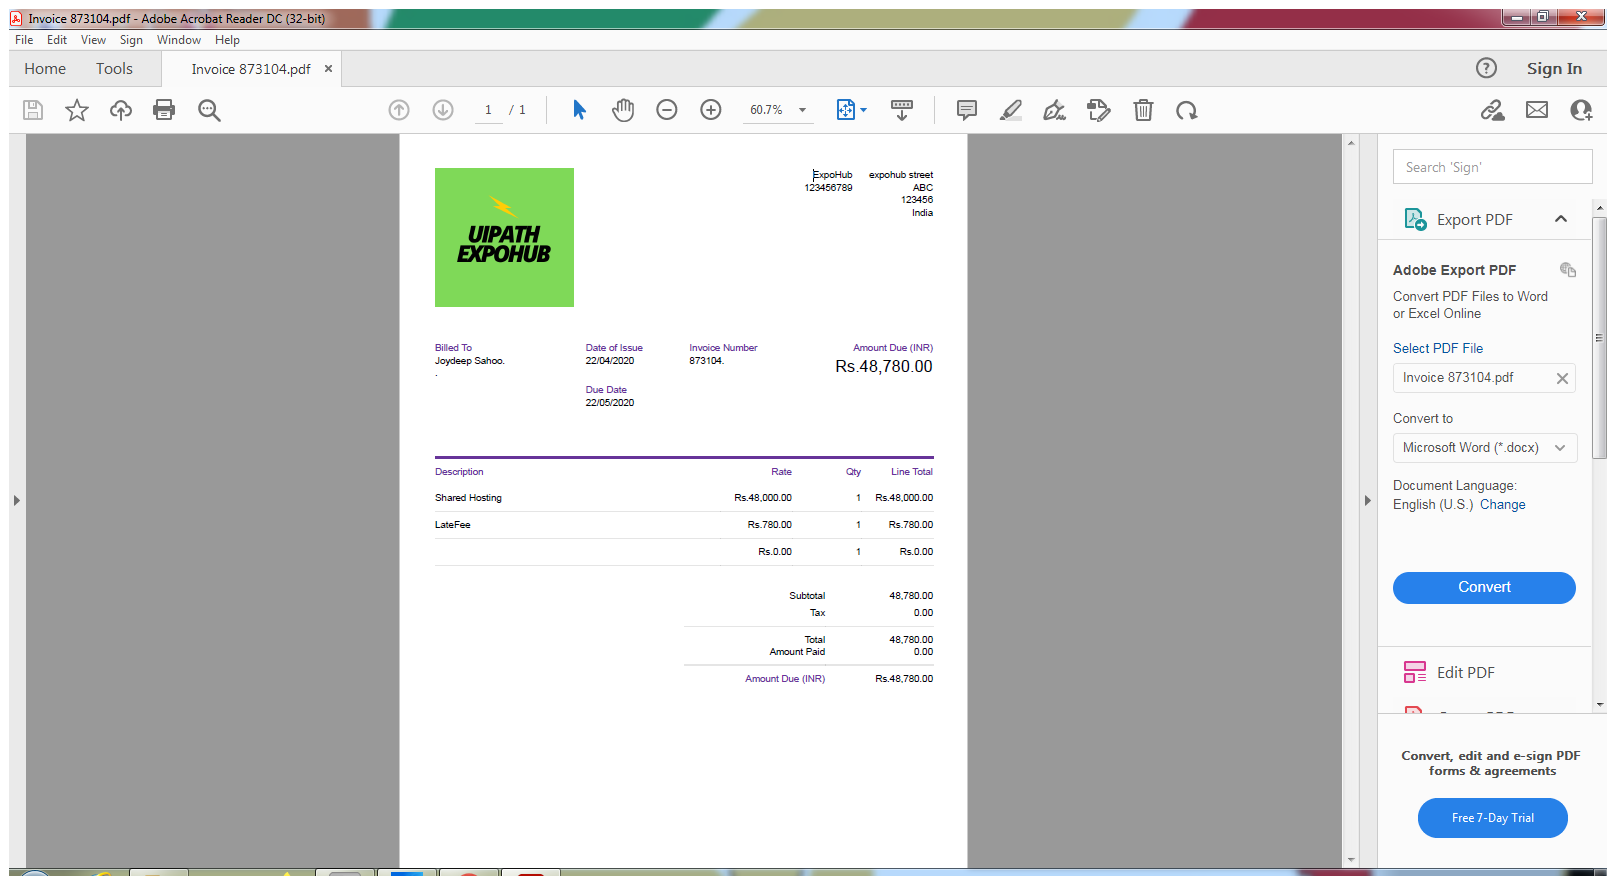 Invoice 873104.pdf - Adobe Acrobat Reader DC (32-bit)
File Edit View Sign Window Help
Home Tools Invoice 873104.pdf × ? Sign In
1 / 1 60.7%
UIPATH
EXPOHUB
ExpoHub expohub street
123456789 ABC
123456
India
Billed To Date of Issue Invoice Number Amount Due (INR)
Joydeep Sahoo. 22/04/2020 873104. Rs.48,780.00
.
Due Date
22/05/2020
Description Rate Qty Line Total
Shared Hosting Rs.48,000.00 1 Rs.48,000.00
LateFee Rs.780.00 1 Rs.780.00
Rs.0.00 1 Rs.0.00
Subtotal 48,780.00
Tax 0.00
Total 48,780.00
Amount Paid 0.00
Amount Due (INR) Rs.48,780.00
Search 'Sign'
Export PDF
Adobe Export PDF
Convert PDF Files to Word
or Excel Online
Select PDF File
Invoice 873104.pdf
Convert to
Microsoft Word (*.docx)
Document Language:
English (U.S.) Change
Convert
Edit PDF
Convert, edit and e-sign PDF
forms & agreements
Free 7-Day Trial